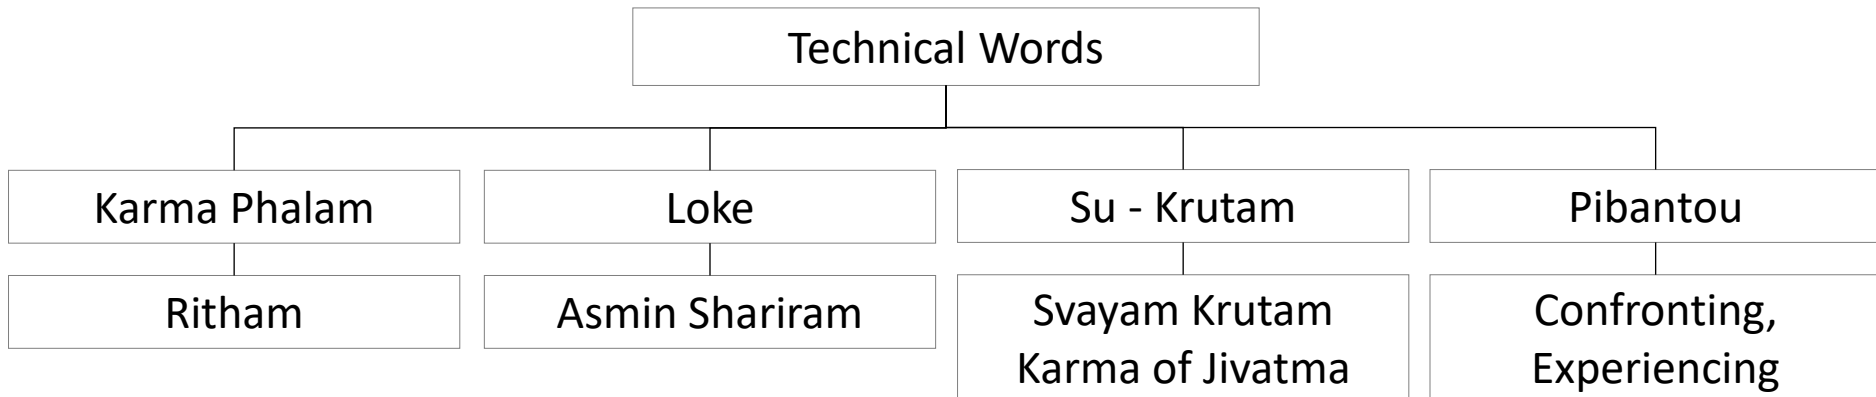 Technical Words
Karma Phalam
Loke
Su - Krutam
Pibantou
Ritham
Asmin Shariram
Svayam Krutam
Karma of Jivatma
Confronting,
Experiencing